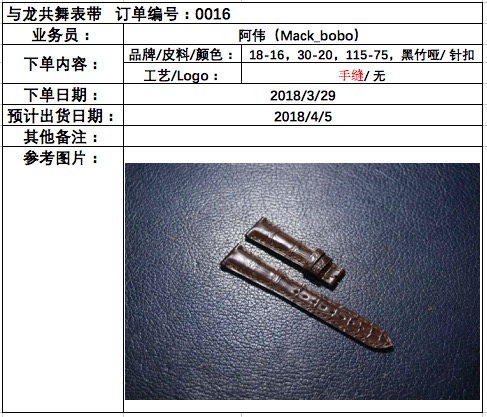 与龙共舞表带 订单编号：0016
业务员： 阿伟（Mack_bobo）
下单内容： 品牌/皮料/颜色： 18-16，30-20，115-75，黑竹哑/ 针扣
工艺/Logo： 手缝/ 无
下单日期： 2018/3/29
预计出货日期： 2018/4/5
其他备注：
参考图片：